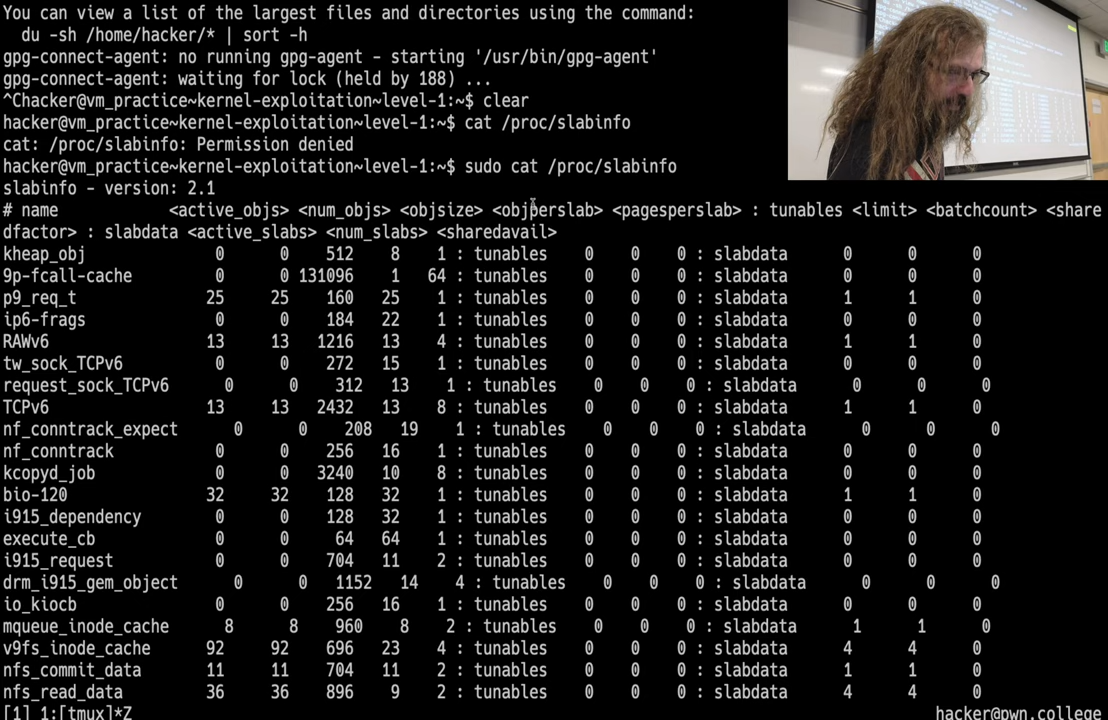 You can view a list of the largest files and directories using the command:
  du -sh /home/hacker/* | sort -h
gpg-connect-agent: no running gpg-agent - starting '/usr/bin/gpg-agent'
gpg-connect-agent: waiting for lock (held by 188) ...
^Chacker@vm_practice~kernel-exploitation~level-1:~$ clear
hacker@vm_practice~kernel-exploitation~level-1:~$ cat /proc/slabinfo
cat: /proc/slabinfo: Permission denied
hacker@vm_practice~kernel-exploitation~level-1:~$ sudo cat /proc/slabinfo
slabinfo - version: 2.1
# name            <active_objs> <num_objs> <objsize> <objperslab> <pagesperslab> : tunables <limit> <batchcount> <share
dfactor> : slabdata <active_slabs> <num_slabs> <sharedavail>
kheap_obj              0      0    512    8    1 : tunables    0    0    0 : slabdata      0      0      0
9p-fcall-cache         0      0 131096    1   64 : tunables    0    0    0 : slabdata      0      0      0
p9_req_t              25     25    160   25    1 : tunables    0    0    0 : slabdata      1      1      0
ip6-frags              0      0    184   22    1 : tunables    0    0    0 : slabdata      0      0      0
RAWv6                 13     13   1216   13    4 : tunables    0    0    0 : slabdata      1      1      0
tw_sock_TCPv6          0      0    272   15    1 : tunables    0    0    0 : slabdata      0      0      0
request_sock_TCPv6      0      0    312   13    1 : tunables    0    0    0 : slabdata      0      0      0
TCPv6                 13     13   2432   13    8 : tunables    0    0    0 : slabdata      1      1      0
nf_conntrack_expect      0      0    208   19    1 : tunables    0    0    0 : slabdata      0      0      0
nf_conntrack           0      0    256   16    1 : tunables    0    0    0 : slabdata      0      0      0
kcopyd_job             0      0   3240   10    8 : tunables    0    0    0 : slabdata      0      0      0
bio-120               32     32    128   32    1 : tunables    0    0    0 : slabdata      1      1      0
i915_dependency        0      0    128   32    1 : tunables    0    0    0 : slabdata      0      0      0
execute_cb             0      0     64   64    1 : tunables    0    0    0 : slabdata      0      0      0
i915_request           0      0    704   11    2 : tunables    0    0    0 : slabdata      0      0      0
drm_i915_gem_object      0      0   1152   14    4 : tunables    0    0    0 : slabdata      0      0      0
io_kiocb               0      0    256   16    1 : tunables    0    0    0 : slabdata      0      0      0
mqueue_inode_cache      8      8    960    8    2 : tunables    0    0    0 : slabdata      1      1      0
v9fs_inode_cache      92     92    696   23    4 : tunables    0    0    0 : slabdata      4      4      0
nfs_commit_data       11     11    704   11    2 : tunables    0    0    0 : slabdata      1      1      0
nfs_read_data         36     36    896    9    2 : tunables    0    0    0 : slabdata      4      4      0
[1] 1:[tmux]*Z                                                                                       hacker@pwn.college